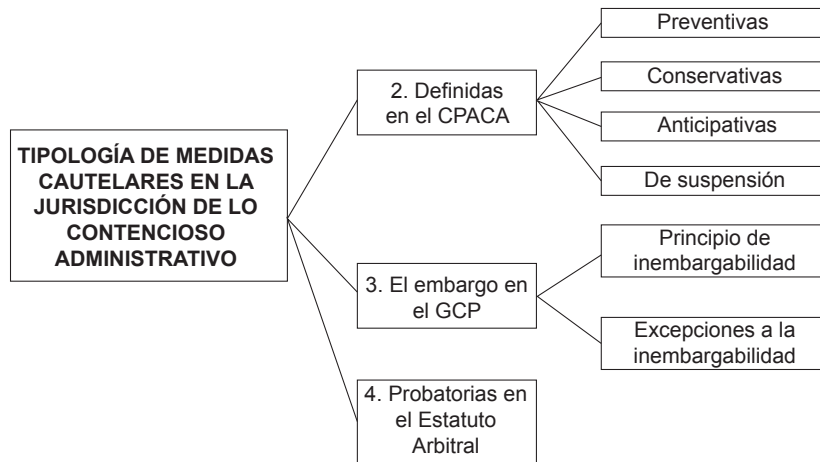 TIPOLOGÍA DE MEDIDAS
CAUTELARES EN LA
JURISDICCIÓN DE LO
CONTENCIOSO
ADMINISTRATIVO
2. Definidas
en el CPACA
Preventivas
Conservativas
Anticipativas
De suspensión
3. El embargo en
el GCP
Principio de
inembargabilidad
Excepciones a la
inembargabilidad
4. Probatorias en
el Estatuto
Arbitral